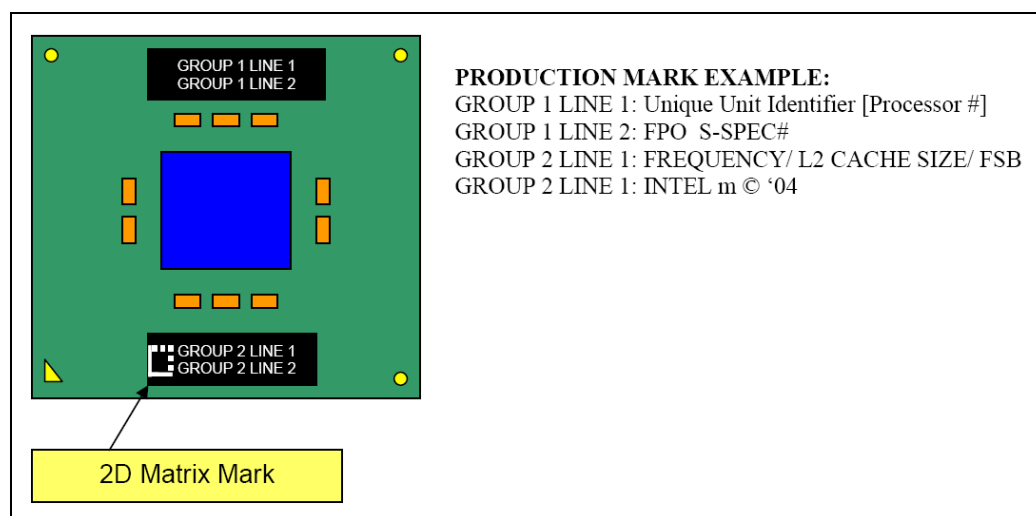 GROUP 1 LINE 1
GROUP 1 LINE 2
PRODUCTION MARK EXAMPLE:
GROUP 1 LINE 1: Unique Unit Identifier [Processor #]
GROUP 1 LINE 2: FPO S-SPEC#
GROUP 2 LINE 1: FREQUENCY/ L2 CACHE SIZE/ FSB
GROUP 2 LINE 1: INTEL m © ‘04
GROUP 2 LINE 1
GROUP 2 LINE 2
2D Matrix Mark